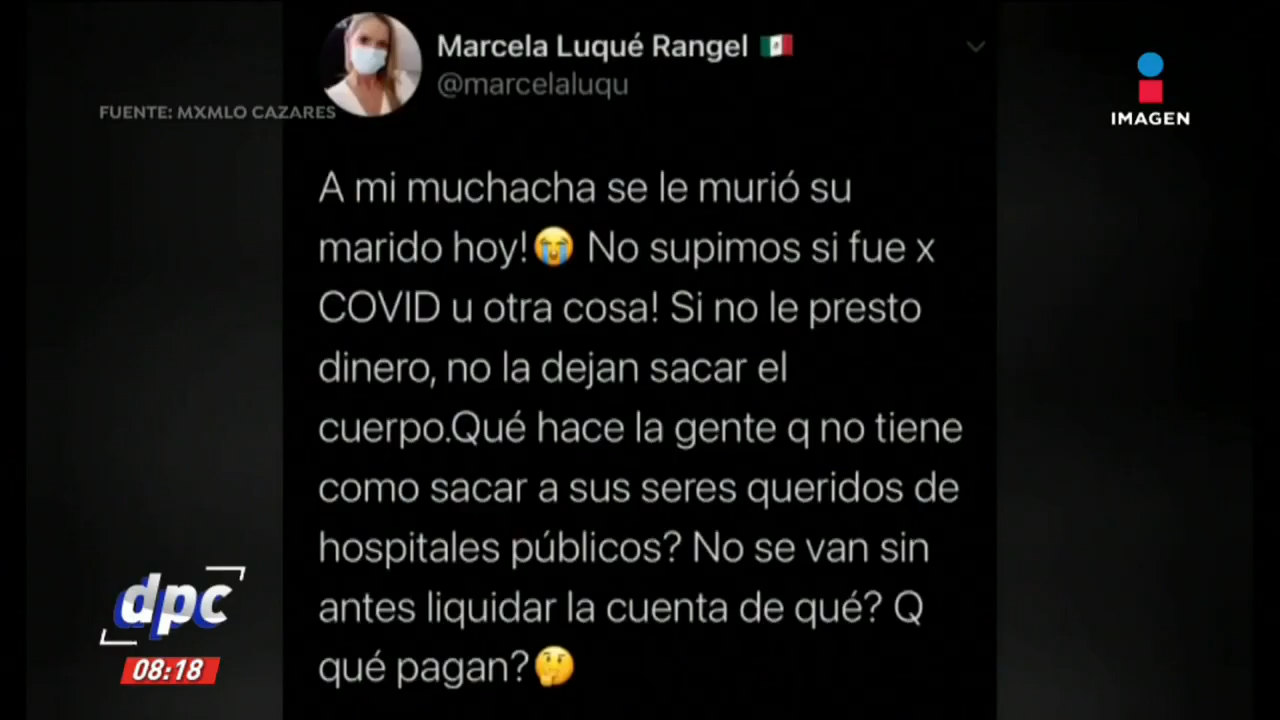 Marcela Luqué Rangel
@marcelaluqu
FUENTE: MXMLO CAZARES
IMAGEN
A mi muchacha se le murió su
marido hoy!😭 No supimos si fue x
COVID u otra cosa! Si no le presto
dinero, no la dejan sacar el
cuerpo.Qué hace la gente q no tiene
como sacar a sus seres queridos de
hospitales públicos? No se van sin
antes liquidar la cuenta de qué? Q
qué pagan?🤔
dpc
08:18